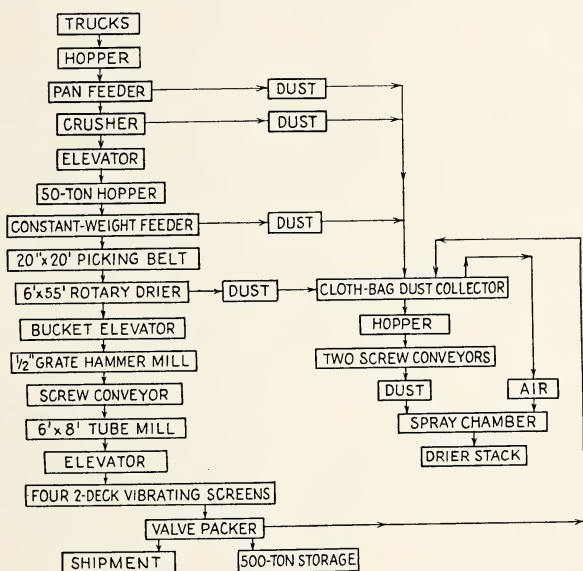 TRUCKS
HOPPER
PAN FEEDER
DUST
CRUSHER
DUST
ELEVATOR
50-TON HOPPER
CONSTANT-WEIGHT FEEDER
DUST
20"x20' PICKING BELT
6'x55' ROTARY DRIER
DUST
CLOTH-BAG DUST COLLECTOR
BUCKET ELEVATOR
HOPPER
1/2" GRATE HAMMER MILL
TWO SCREW CONVEYORS
SCREW CONVEYOR
DUST
AIR
6'x8' TUBE MILL
SPRAY CHAMBER
ELEVATOR
DRIER STACK
FOUR 2-DECK VIBRATING SCREENS
VALVE PACKER
SHIPMENT
500-TON STORAGE